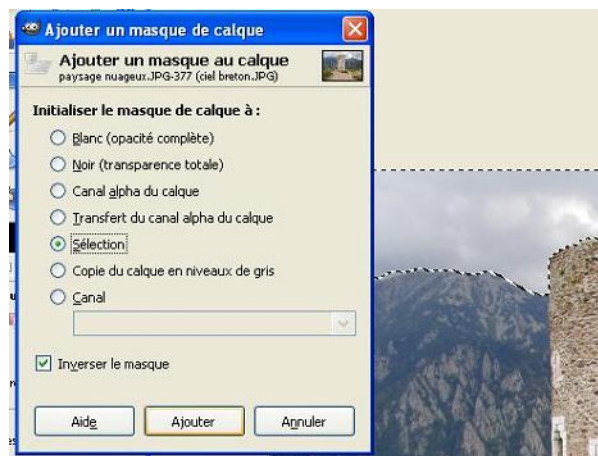 Ajouter un masque de calque
Ajouter un masque au calque
paysage nuageux.JPG-377 (ciel breton.JPG)
Initialiser le masque de calque à :
Blanc (opacité complète)
Noir (transparence totale)
Canal alpha du calque
Transfert du canal alpha du calque
Sélection
Copie du calque en niveaux de gris
Canal
Inverser le masque
Aide Ajouter Annuler